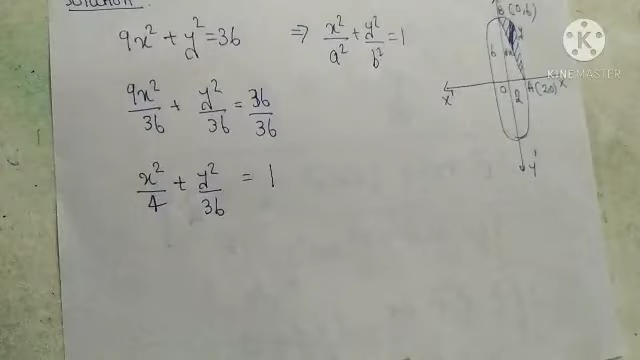 Solution.
9x² + y² = 36 ⇒ x²/a² + y²/b² = 1
9x²/36 + y²/36 = 36/36
x²/4 + y²/36 = 1
B(0,6)
6
O
2
A(2,0)
X
X'
Y'
KINEMASTER